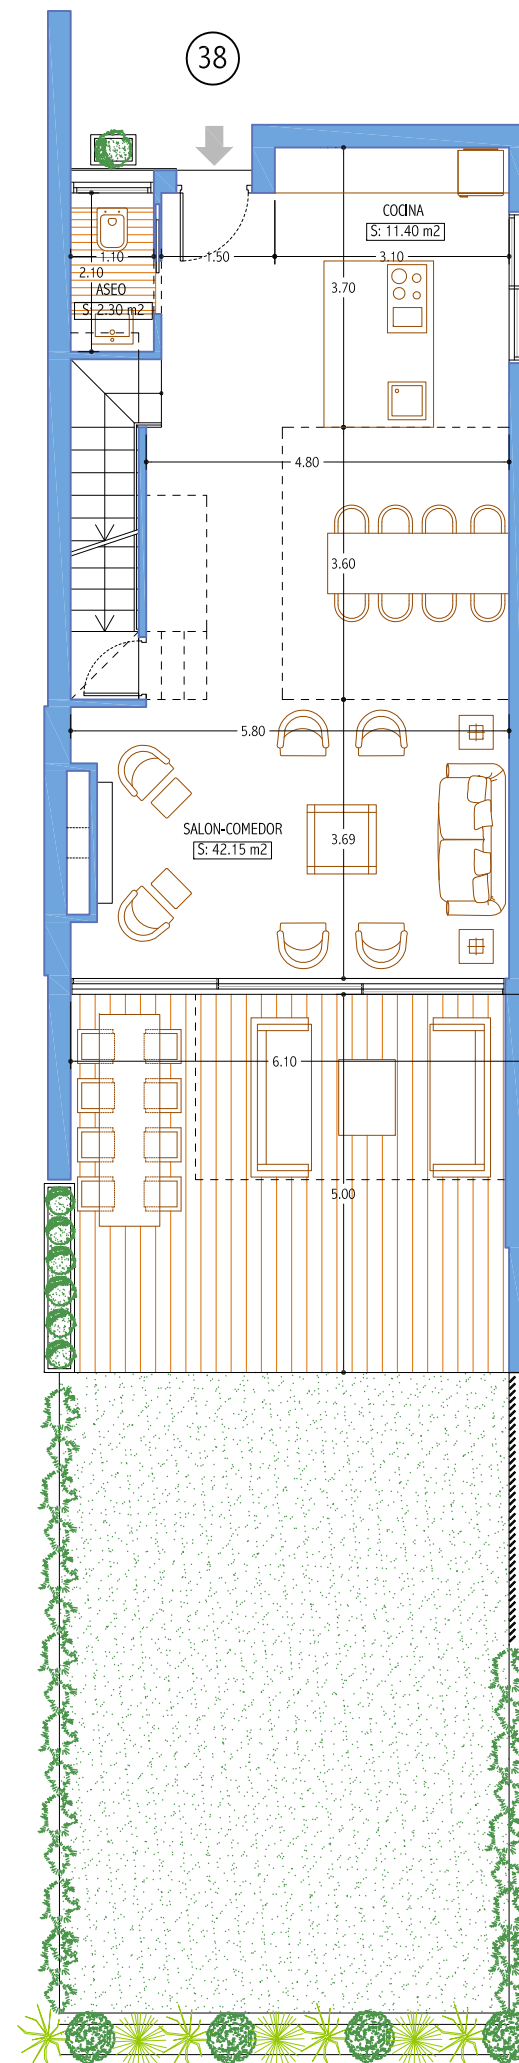 38
COCINA
S: 11.40 m2
1.10
1.50
3.10
2.10
ASEO
S: 2.30 m2
3.70
4.80
3.60
5.80
SALON-COMEDOR
S: 42.15 m2
3.69
6.10
5.00